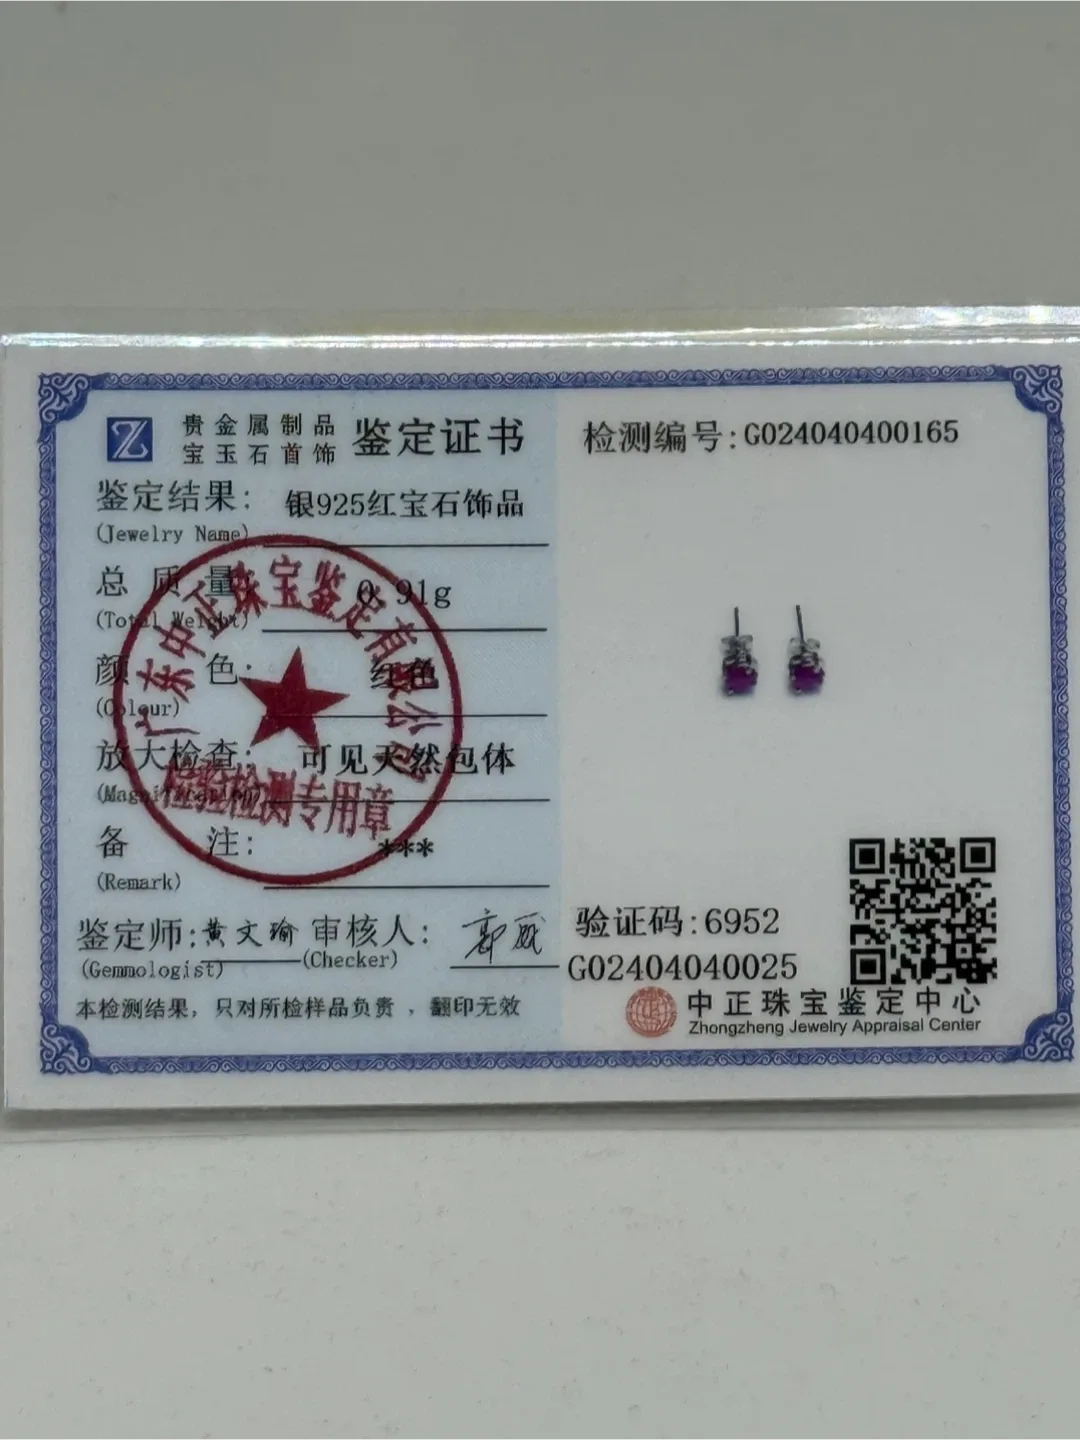 贵金属制品
宝玉石首饰
鉴定证书
鉴定结果: 银925红宝石饰品
(Jewelry Name)
总质量: 0.91g
(Total Weight)
颜色: 红色
(Colour)
放大检查: 可见天然包体
(Magnification)
备注: ***
(Remark)
鉴定师: 黄文瑜 审核人:
(Gemmologist) (Checker)
本检测结果，只对所检样品负责，翻印无效
广东中正珠宝鉴定有限公司
检验检测专用章
检测编号:G024040400165
验证码:6952
G02404040025
中正珠宝鉴定中心
Zhongzheng Jewelry Appraisal Center